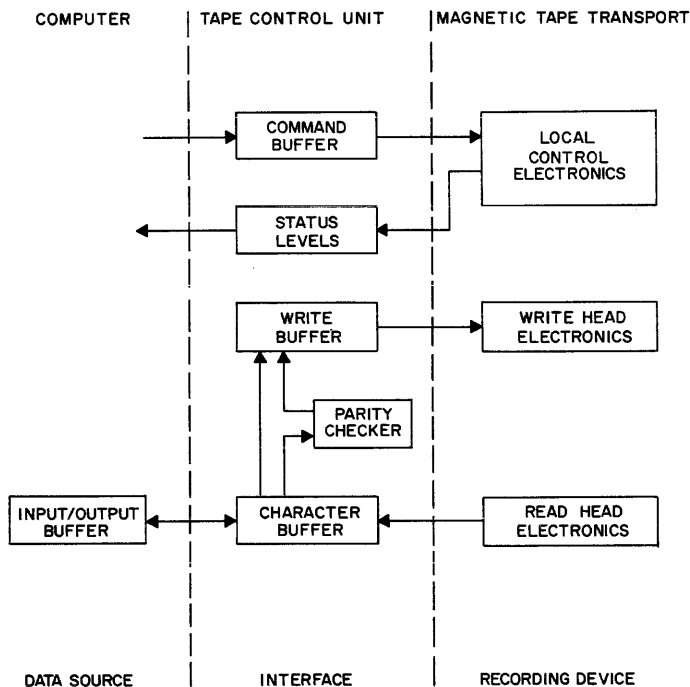 COMPUTER
TAPE CONTROL UNIT
MAGNETIC TAPE TRANSPORT
COMMAND
BUFFER
LOCAL
CONTROL
ELECTRONICS
STATUS
LEVELS
WRITE
BUFFER
WRITE HEAD
ELECTRONICS
PARITY
CHECKER
INPUT/OUTPUT
BUFFER
CHARACTER
BUFFER
READ HEAD
ELECTRONICS
DATA SOURCE
INTERFACE
RECORDING DEVICE